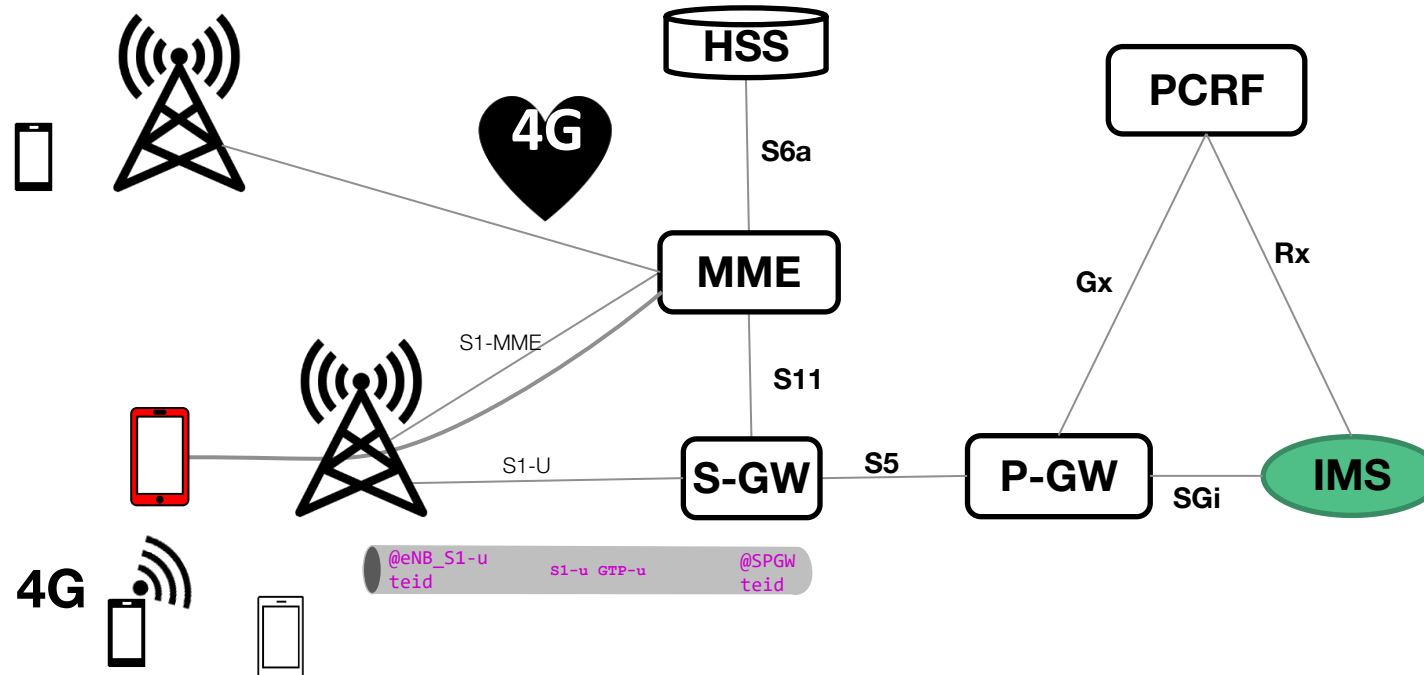 HSS
PCRF
4G
S6a
MME
Gx
Rx
S1-MME
S11
S1-U
S-GW
S5
P-GW
SGi
IMS
@eNB_S1-u
teid
S1-u GTP-u
@SPGW
teid
4G